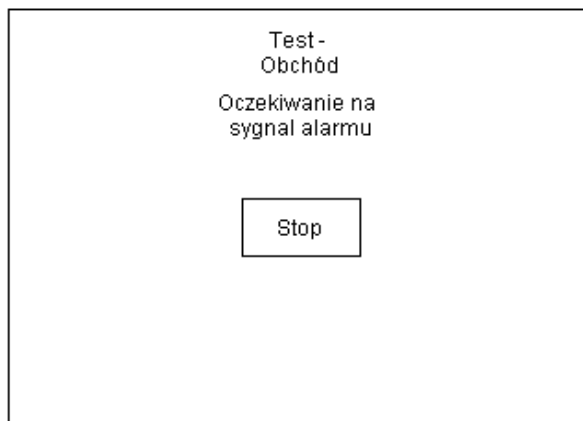 Test -
Obchód
Oczekiwanie na
sygnal alarmu
Stop